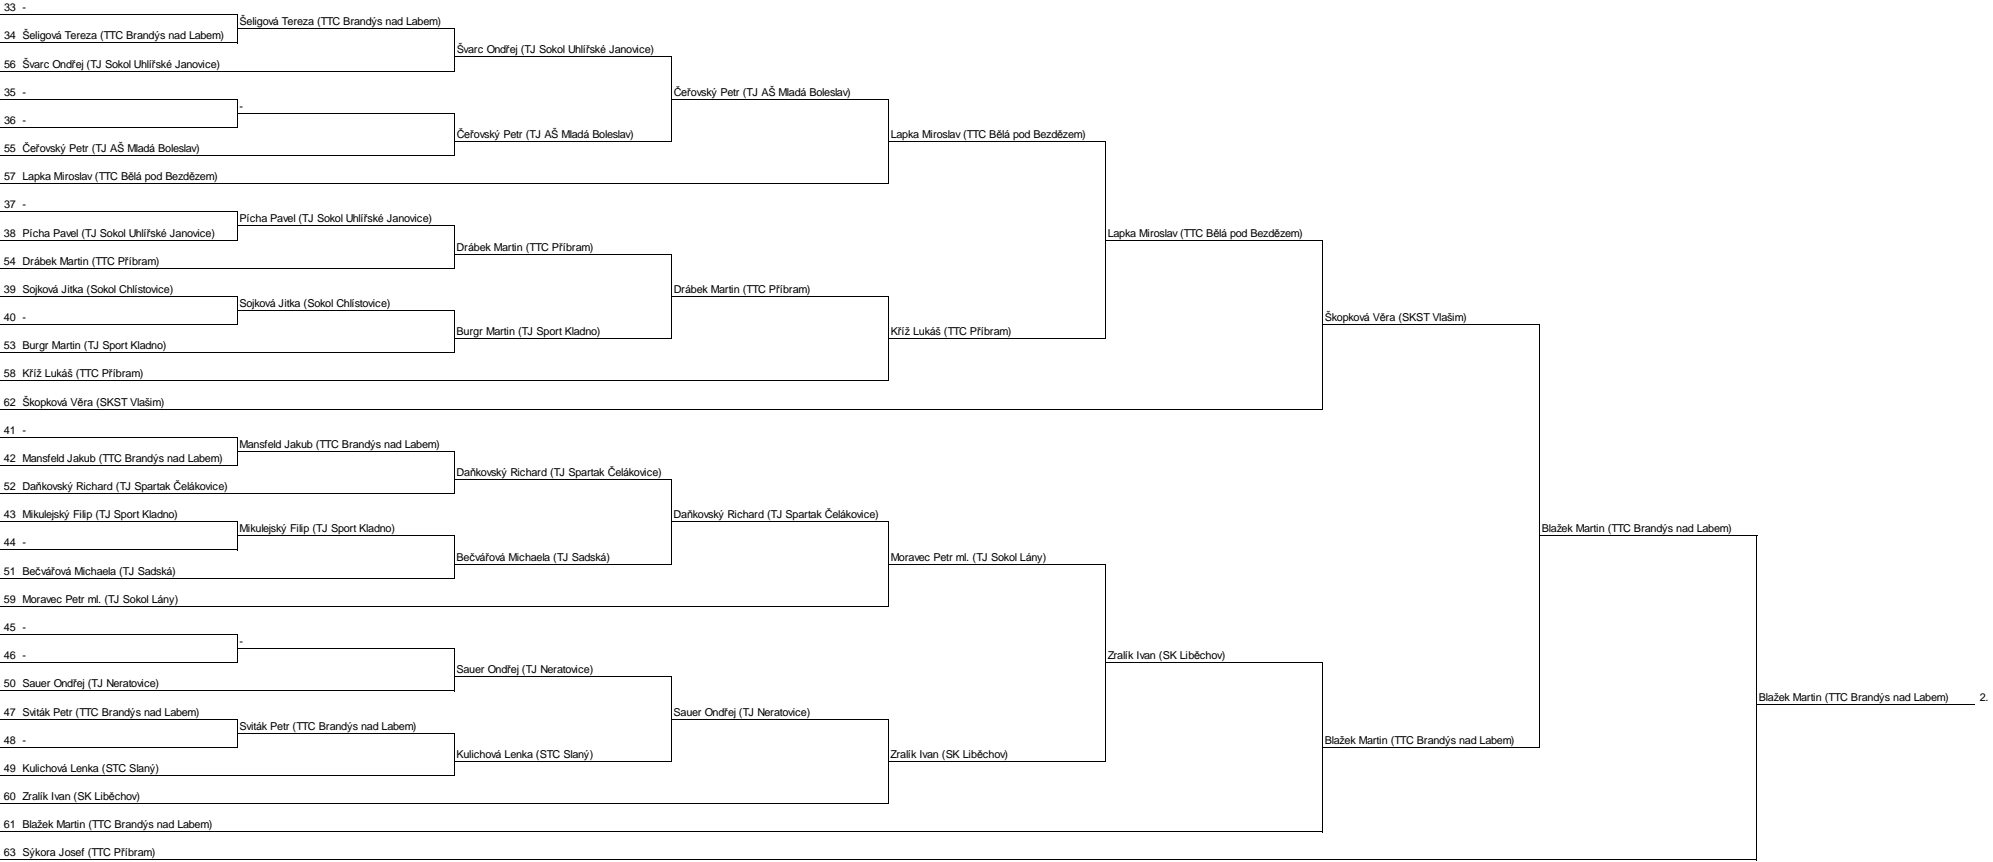 33 -
Šeligová Tereza (TTC Brandýs nad Labem)
34 Šeligová Tereza (TTC Brandýs nad Labem)
Švarc Ondřej (TJ Sokol Uhlířské Janovice)
56 Švarc Ondřej (TJ Sokol Uhlířské Janovice)
35 -
Čeřovský Petr (TJ AŠ Mladá Boleslav)
-
36 -
Čeřovský Petr (TJ AŠ Mladá Boleslav)
Lapka Miroslav (TTC Bělá pod Bezdězem)
55 Čeřovský Petr (TJ AŠ Mladá Boleslav)
57 Lapka Miroslav (TTC Bělá pod Bezdězem)
37 -
Pícha Pavel (TJ Sokol Uhlířské Janovice)
38 Pícha Pavel (TJ Sokol Uhlířské Janovice)
Lapka Miroslav (TTC Bělá pod Bezdězem)
Drábek Martin (TTC Příbram)
54 Drábek Martin (TTC Příbram)
39 Sojková Jitka (Sokol Chlístovice)
Drábek Martin (TTC Příbram)
Sojková Jitka (Sokol Chlístovice)
40 -
Škopková Věra (SKST Vlašim)
Burgr Martin (TJ Sport Kladno)
Kříž Lukáš (TTC Příbram)
53 Burgr Martin (TJ Sport Kladno)
58 Kříž Lukáš (TTC Příbram)
62 Škopková Věra (SKST Vlašim)
41 -
Mansfeld Jakub (TTC Brandýs nad Labem)
42 Mansfeld Jakub (TTC Brandýs nad Labem)
Daňkovský Richard (TJ Spartak Čelákovice)
52 Daňkovský Richard (TJ Spartak Čelákovice)
43 Mikulejský Filip (TJ Sport Kladno)
Daňkovský Richard (TJ Spartak Čelákovice)
Mikulejský Filip (TJ Sport Kladno)
Blažek Martin (TTC Brandýs nad Labem)
44 -
Bečvářová Michaela (TJ Sadská)
Moravec Petr ml. (TJ Sokol Lány)
51 Bečvářová Michaela (TJ Sadská)
59 Moravec Petr ml. (TJ Sokol Lány)
45 -
-
46 -
Zralík Ivan (SK Liběchov)
Sauer Ondřej (TJ Neratovice)
50 Sauer Ondřej (TJ Neratovice)
Blažek Martin (TTC Brandýs nad Labem) 2.
47 Sviták Petr (TTC Brandýs nad Labem)
Sauer Ondřej (TJ Neratovice)
Sviták Petr (TTC Brandýs nad Labem)
48 -
Blažek Martin (TTC Brandýs nad Labem)
Kulichová Lenka (STC Slaný)
Zralík Ivan (SK Liběchov)
49 Kulichová Lenka (STC Slaný)
60 Zralík Ivan (SK Liběchov)
61 Blažek Martin (TTC Brandýs nad Labem)
63 Sýkora Josef (TTC Příbram)